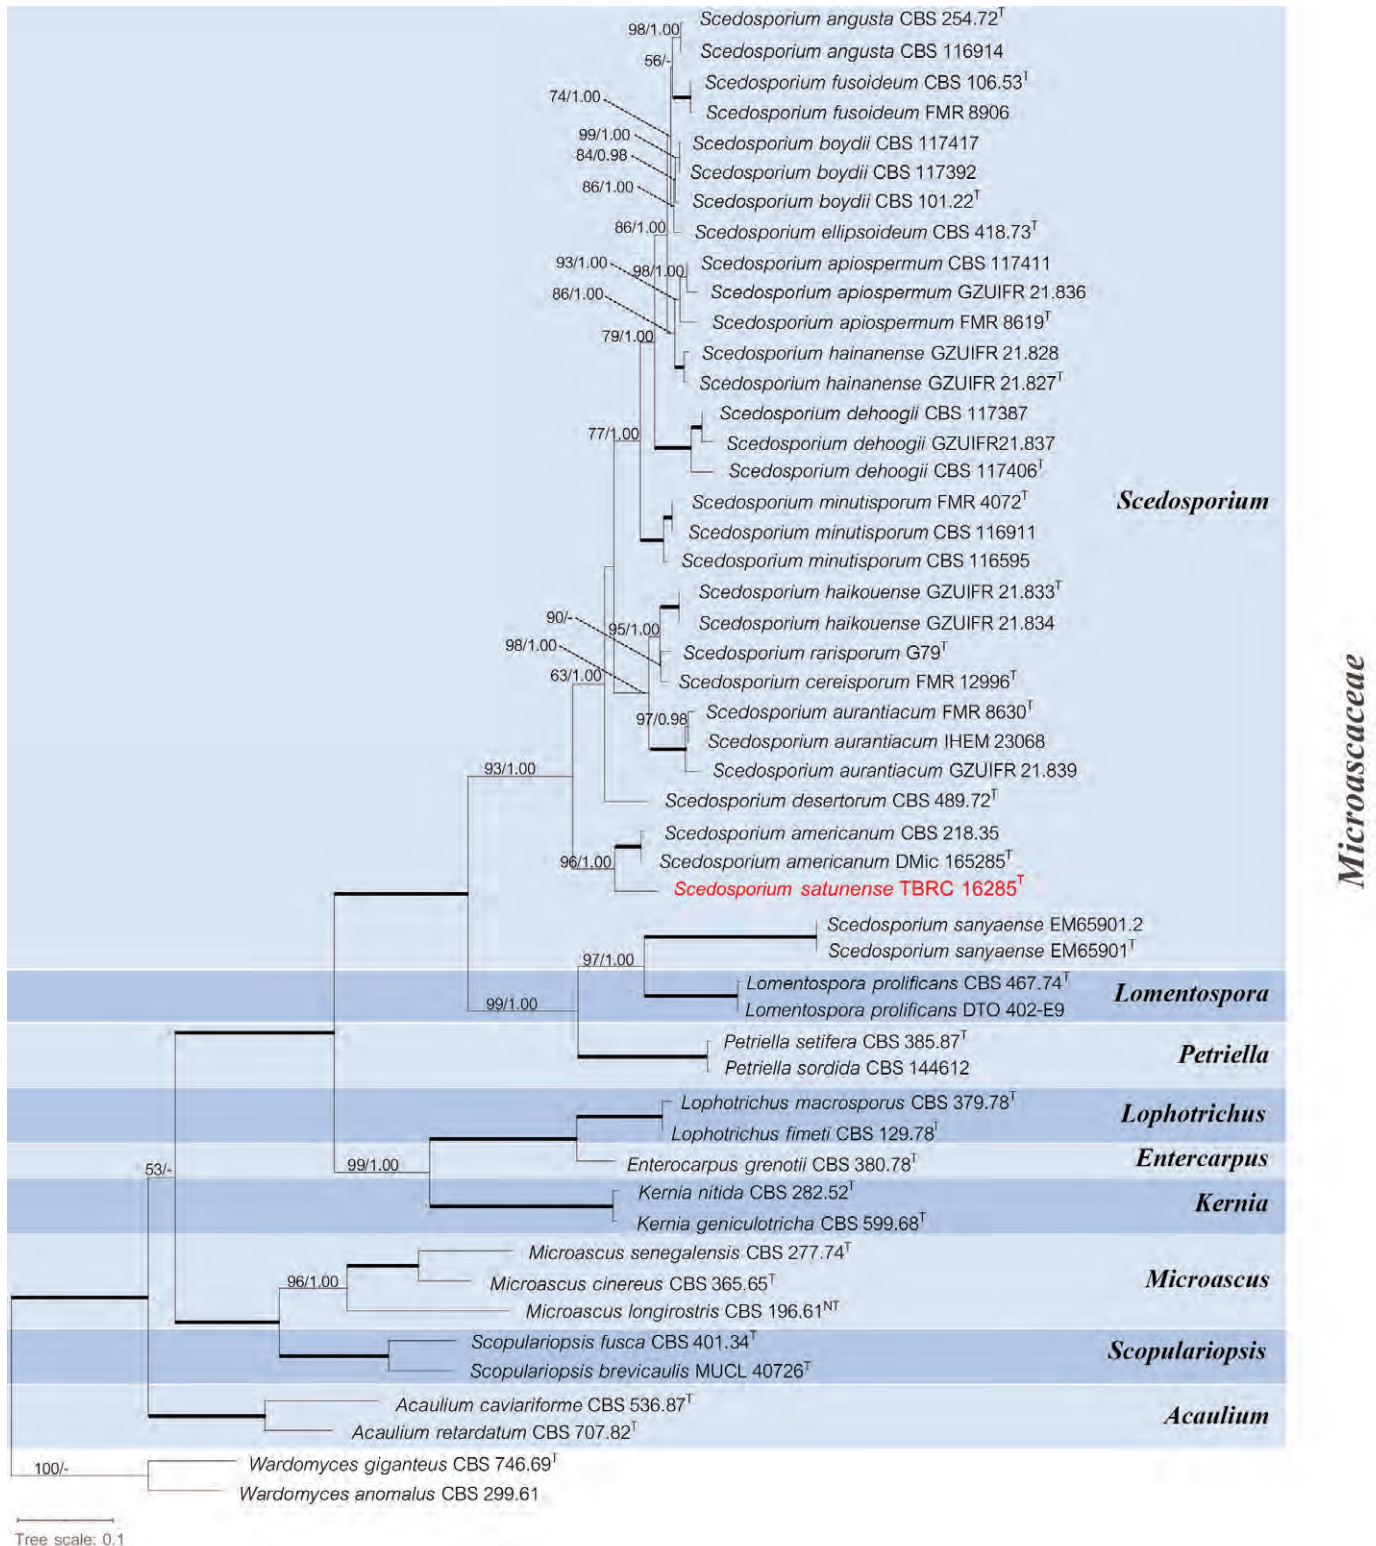 Scedosporium angusta CBS 254.72T
98/1.00
Scedosporium angusta CBS 116914
56/-
Scedosporium fusoideum CBS 106.53T
74/1.00
Scedosporium fusoideum FMR 8906
99/1.00
Scedosporium boydii CBS 117417
84/0.98
Scedosporium boydii CBS 117392
86/1.00
Scedosporium boydii CBS 101.22T
86/1.00
Scedosporium ellipsoideum CBS 418.73T
93/1.00
98/1.00
Scedosporium apiospermum CBS 117411
86/1.00
Scedosporium apiospermum GZUIFR 21.836
Scedosporium apiospermum FMR 8619T
79/1.00
Scedosporium hainanense GZUIFR 21.828
Scedosporium hainanense GZUIFR 21.827T
Scedosporium dehoogii CBS 117387
77/1.00
Scedosporium dehoogii GZUIFR21.837
Scedosporium dehoogii CBS 117406T
Scedosporium minutisporum FMR 4072T
Scedosporium
Scedosporium minutisporum CBS 116911
Scedosporium minutisporum CBS 116595
Scedosporium haikouense GZUIFR 21.833T
90/-
95/1.00
Scedosporium haikouense GZUIFR 21.834
98/1.00
Scedosporium rarisporum G79T
63/1.00
Scedosporium cereisporum FMR 12996T
97/0.98
Scedosporium aurantiacum FMR 8630T
Scedosporium aurantiacum IHEM 23068
93/1.00
Scedosporium aurantiacum GZUIFR 21.839
Microascaceae
Scedosporium desertorum CBS 489.72T
Scedosporium americanum CBS 218.35
96/1.00
Scedosporium americanum DMic 165285T
Scedosporium satunense TBRC 16285T
Scedosporium sanyaense EM65901.2
Scedosporium sanyaense EM65901T
97/1.00
Lomentospora prolificans CBS 467.74T
Lomentospora
99/1.00
Lomentospora prolificans DTO 402-E9
Petriella setifera CBS 385.87T
Petriella
Petriella sordida CBS 144612
Lophotrichus macrosporus CBS 379.78T
Lophotrichus
Lophotrichus fimeti CBS 129.78T
53/-
99/1.00
Enterocarpus grenotii CBS 380.78T
Entercarpus
Kernia nitida CBS 282.52T
Kernia
Kernia geniculotricha CBS 599.68T
Microascus senegalensis CBS 277.74T
96/1.00
Microascus cinereus CBS 365.65T
Microascus
Microascus longirostris CBS 196.61NT
Scopulariopsis fusca CBS 401.34T
Scopulariopsis
Scopulariopsis brevicaulis MUCL 40726T
Acaulium caviariforme CBS 536.87T
Acaulium
Acaulium retardatum CBS 707.82T
Wardomyces giganteus CBS 746.69T
100/-
Wardomyces anomalus CBS 299.61
Tree scale: 0.1